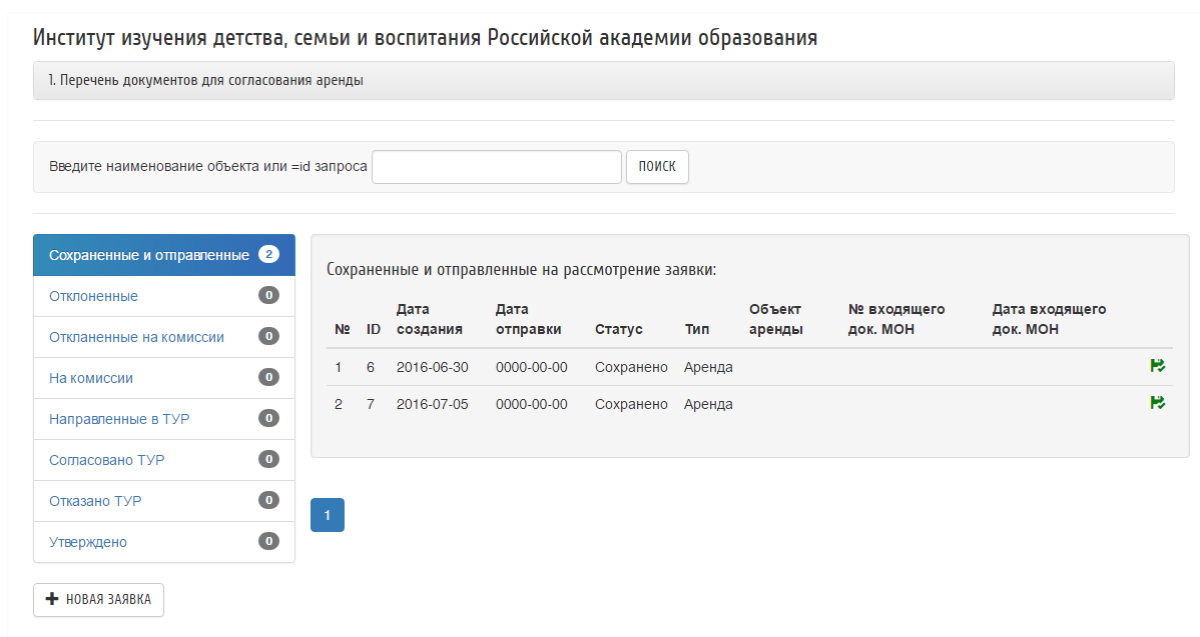 Институт изучения детства, семьи и воспитания Российской академии образования
1. Перечень документов для согласования аренды
Введите наименование объекта или =id запроса ПОИСК
Сохраненные и отправленные 2
Отклоненные 0
Откланенные на комиссии 0
На комиссии 0
Направленные в ТУР 0
Согласовано ТУР 0
Отказано ТУР 0
Утверждено 0
НОВАЯ ЗАЯВКА
Сохраненные и отправленные на рассмотрение заявки:
№ ID Дата создания Дата отправки Статус Тип Объект аренды № входящего док. МОН Дата входящего док. МОН
1 6 2016-06-30 0000-00-00 Сохранено Аренда
2 7 2016-07-05 0000-00-00 Сохранено Аренда
1